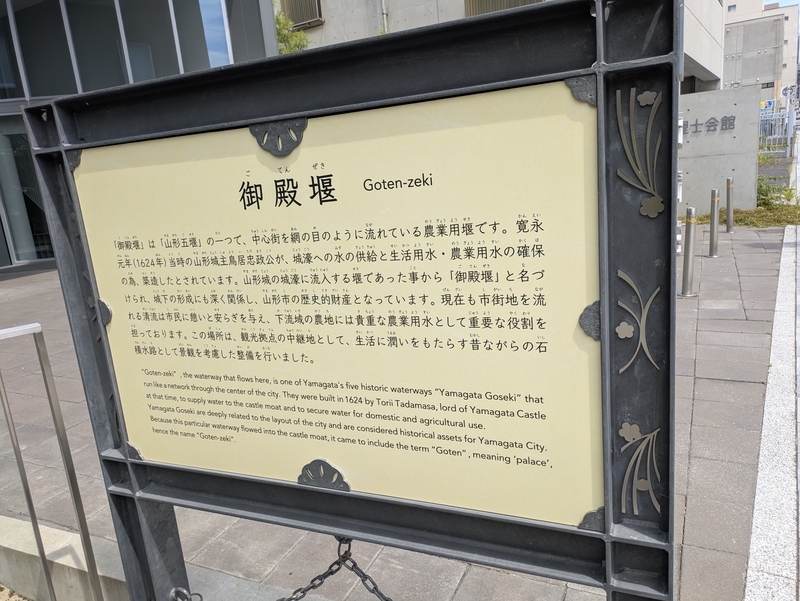 御殿堰 Goten-zeki
「御殿堰」は「山形五堰」の一つで、中心街を網の目のように流れている農業用堰です。寛永
元年(1624年)当時の山形城主鳥居忠政公が、城濠への水の供給と生活用水・農業用水の確保
の為、築造したとされています。山形城の城濠に流入する堰であった事から「御殿堰」と名づ
けられ、城下の形成にも深く関係し、山形市の歴史的財産となっています。現在も市街地を流
れる清流は市民に憩いと安らぎを与え、下流域の農地には貴重な農業用水として重要な役割を
担っております。この場所は、観光拠点の中継地として、生活に潤いをもたらす昔ながらの石
積水路として景観を考慮した整備を行いました。
"Goten-zeki" , the waterway that flows here, is one of Yamagata's five historic waterways "Yamagata Goseki" that
run like a network through the center of the city. They were built in 1624 by Torii Tadamasa, lord of Yamagata Castle
at that time, to supply water to the castle moat and to secure water for domestic and agricultural use.
Yamagata Goseki are deeply related to the layout of the city and are considered historical assets for Yamagata City.
Because this particular waterway flowed into the castle moat, it came to include the term "Goten" , meaning 'palace',
hence the name "Goten-zeki".
理士会館